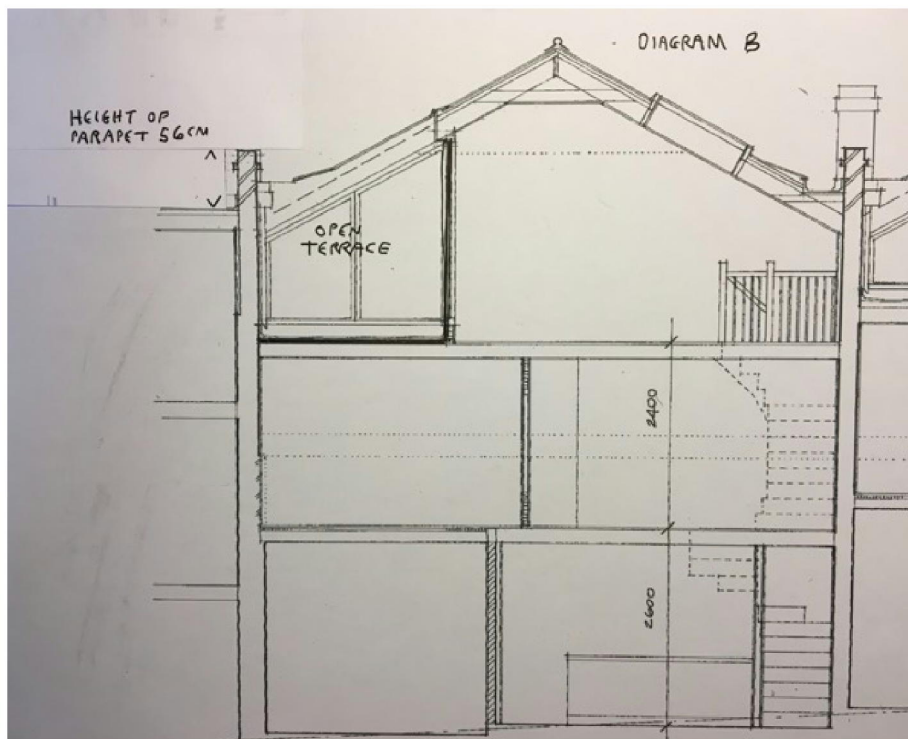 DIAGRAM B
HEIGHT OF
PARAPET 56CM
OPEN
TERRACE
2400
2600